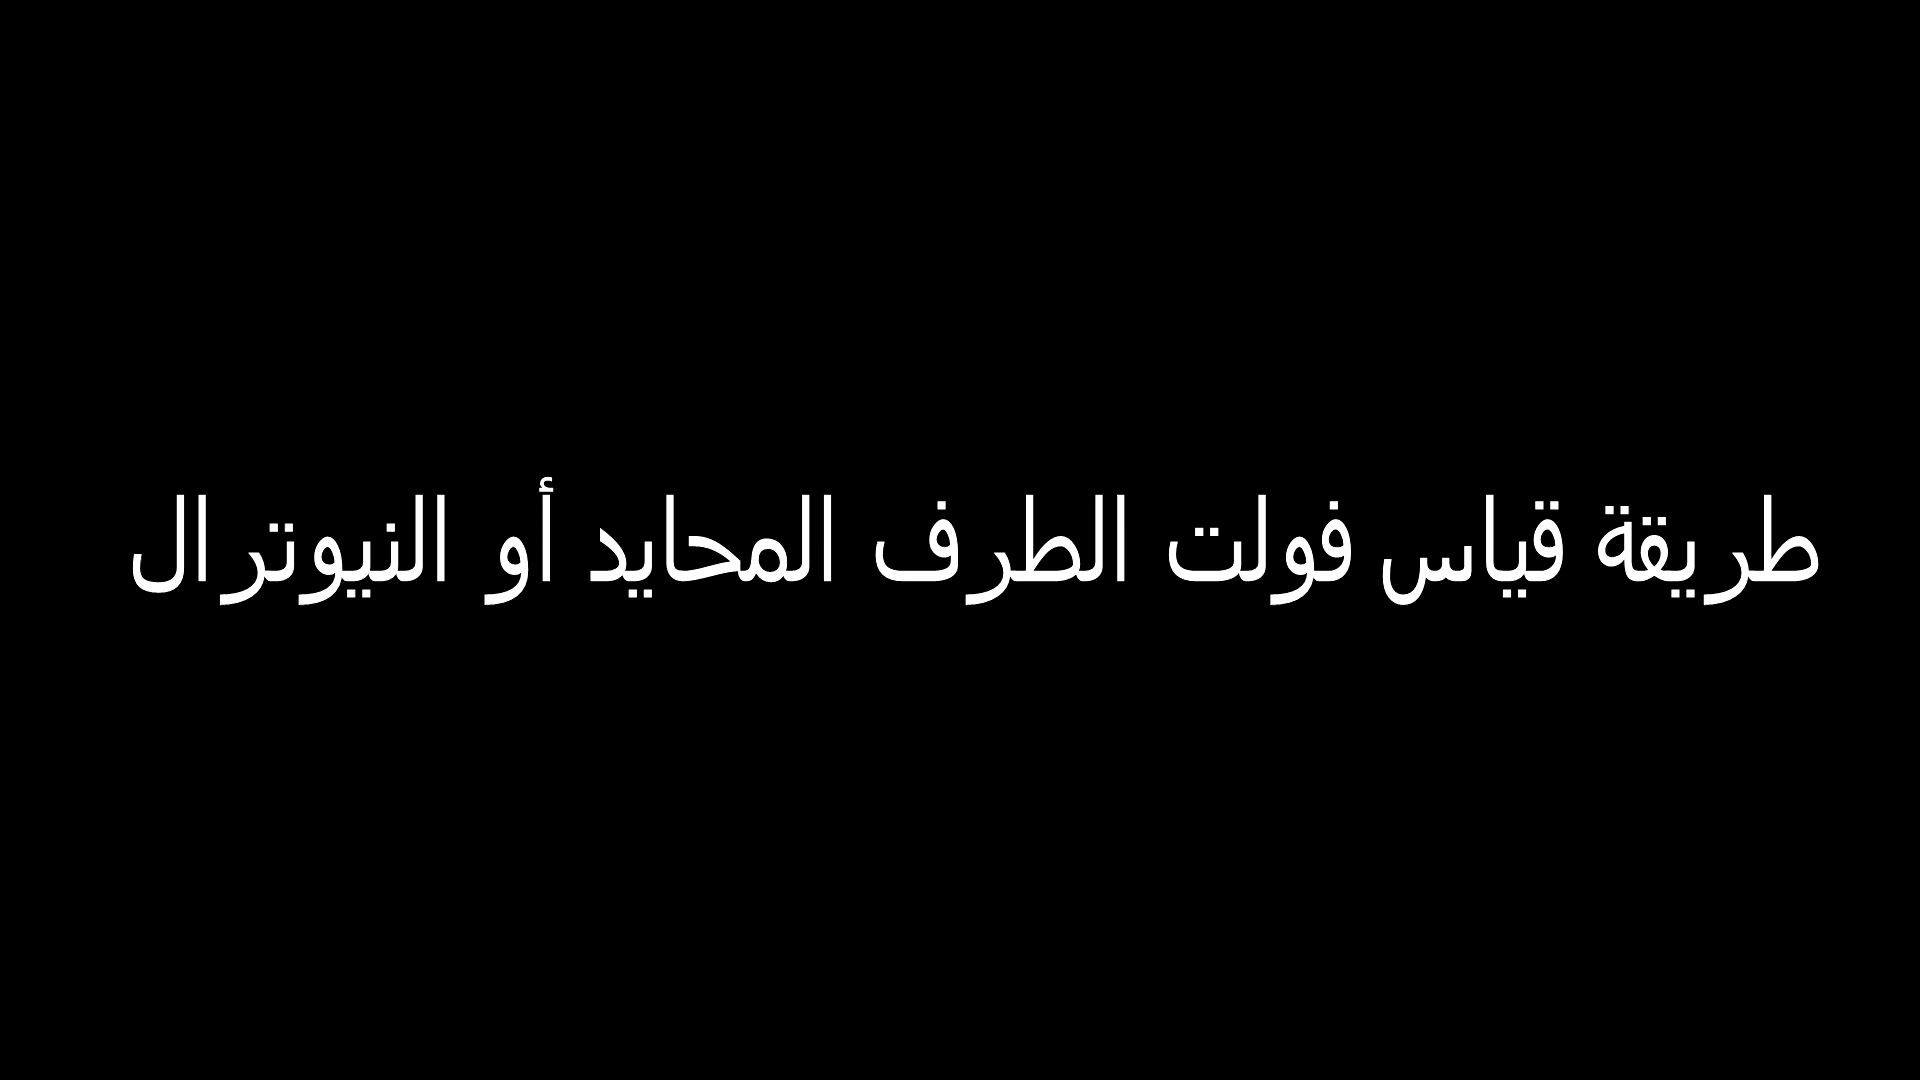 طريقة قياس فولت الطرف المحايد أو النيوترال